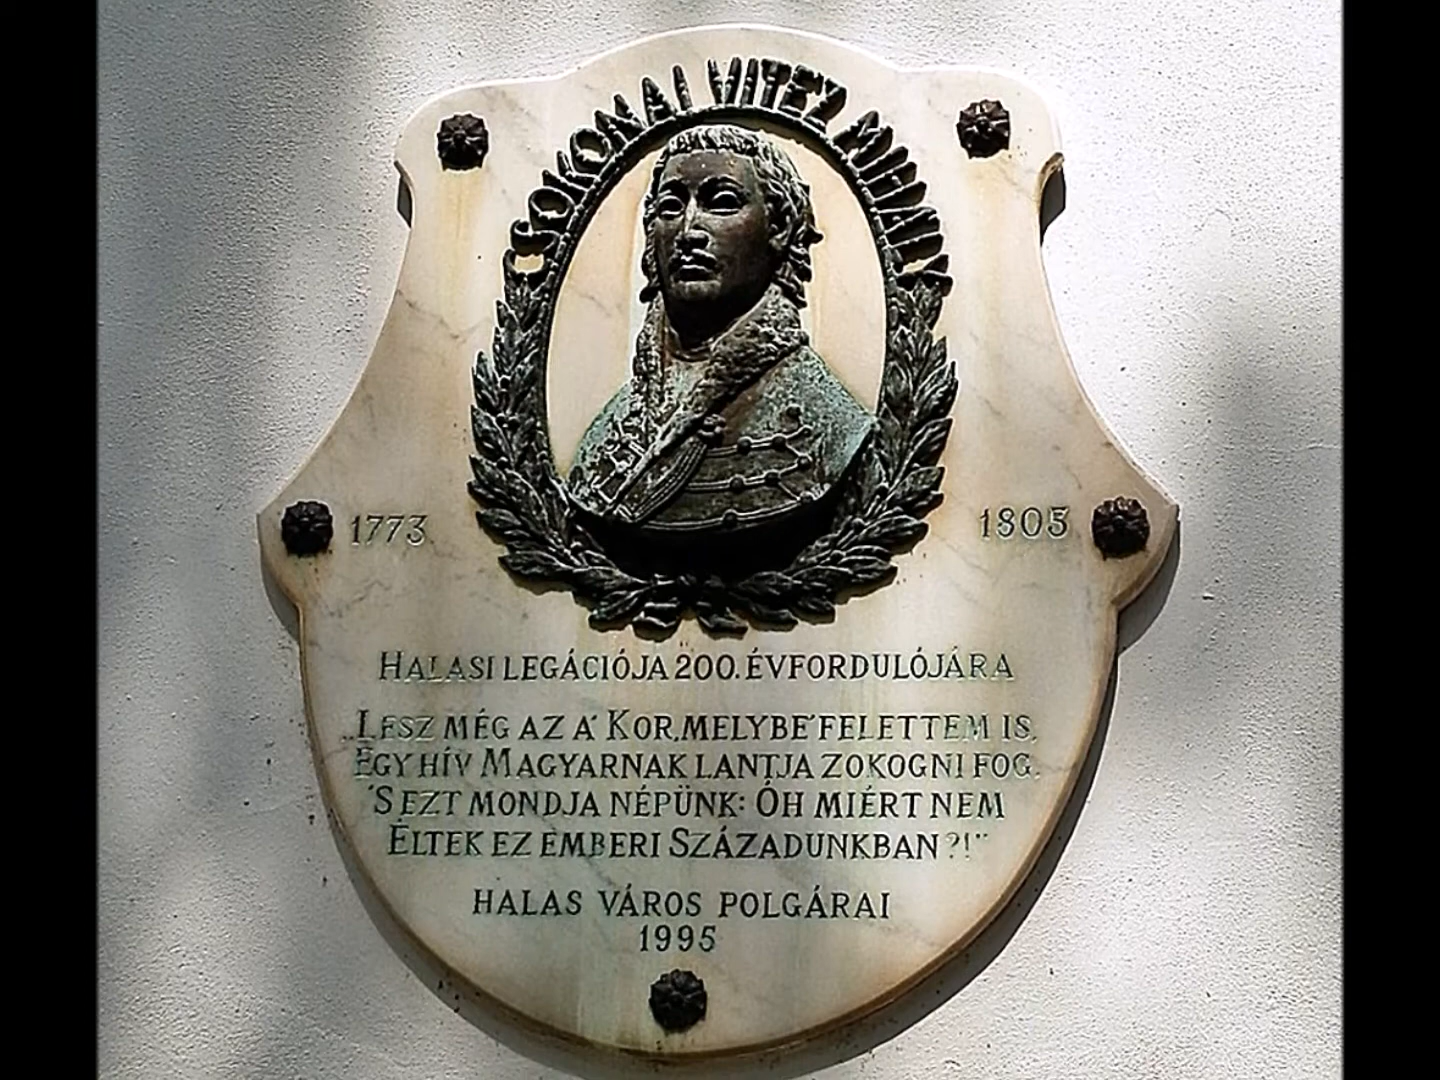 CSOKONAI VITÉZ MIHÁLY
1773
1805
HALASI LEGÁCIÓJA 200. ÉVFORDULÓJÁRA
„LESZ MÉG AZ A' KOR, MELYBE' FELETTEM IS,
EGY HÍV MAGYARNAK LANTJA ZOKOGNI FOG,
'S EZT MONDJA NÉPÜNK: ÓH MIÉRT NEM
ÉLTEK EZ EMBERI SZÁZADUNKBAN?!"
HALAS VÁROS POLGÁRAI
1995